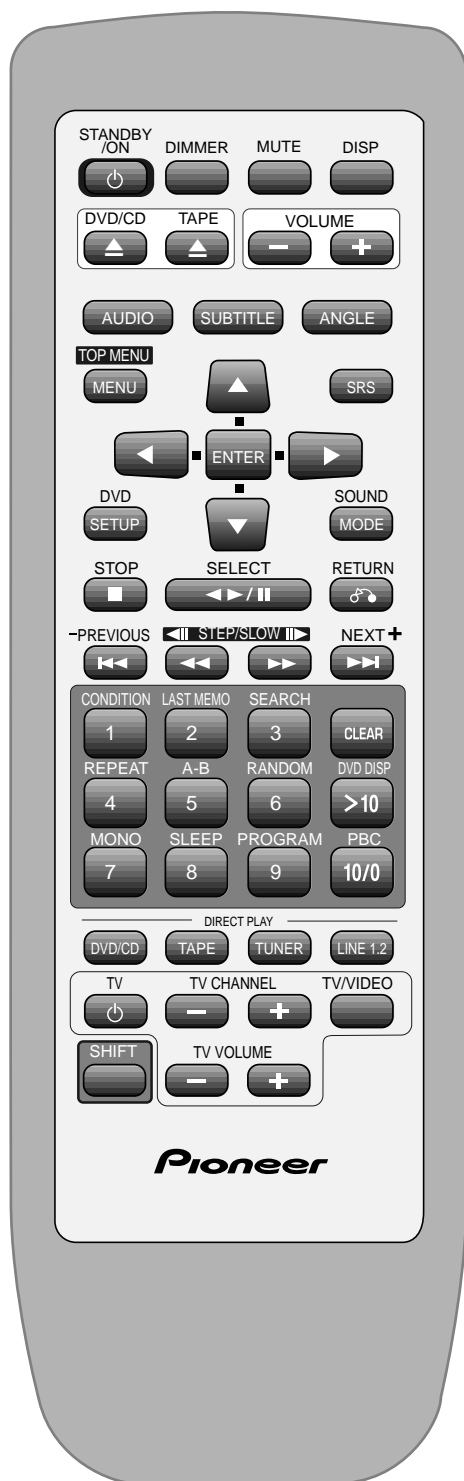 STANDBY
/ON DIMMER MUTE DISP
DVD/CD TAPE VOLUME
− +
AUDIO SUBTITLE ANGLE
TOP MENU
MENU SRS
ENTER
DVD SOUND
SETUP MODE
STOP SELECT RETURN
-PREVIOUS STEP/SLOW NEXT+
CONDITION LAST MEMO SEARCH
1 2 3 CLEAR
REPEAT A-B RANDOM DVD DISP
4 5 6 >10
MONO SLEEP PROGRAM PBC
7 8 9 10/0
DIRECT PLAY
DVD/CD TAPE TUNER LINE 1.2
TV TV CHANNEL TV/VIDEO
− +
SHIFT TV VOLUME
− +
Pioneer